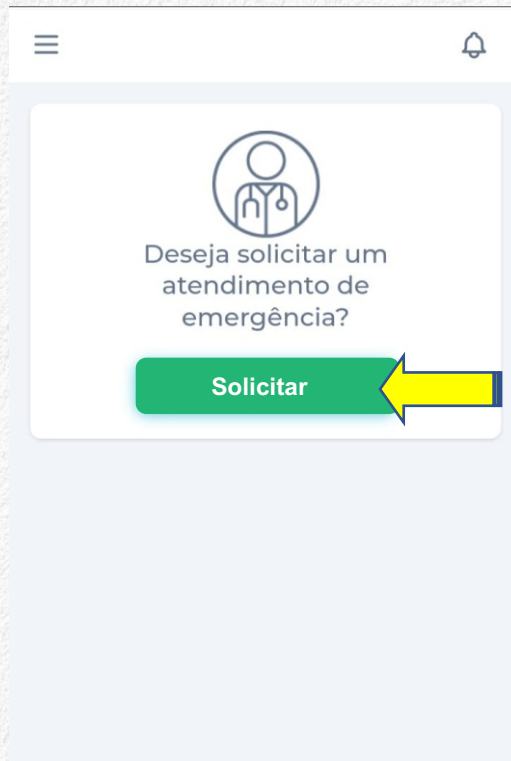 Deseja solicitar um
atendimento de
emergência?
Solicitar